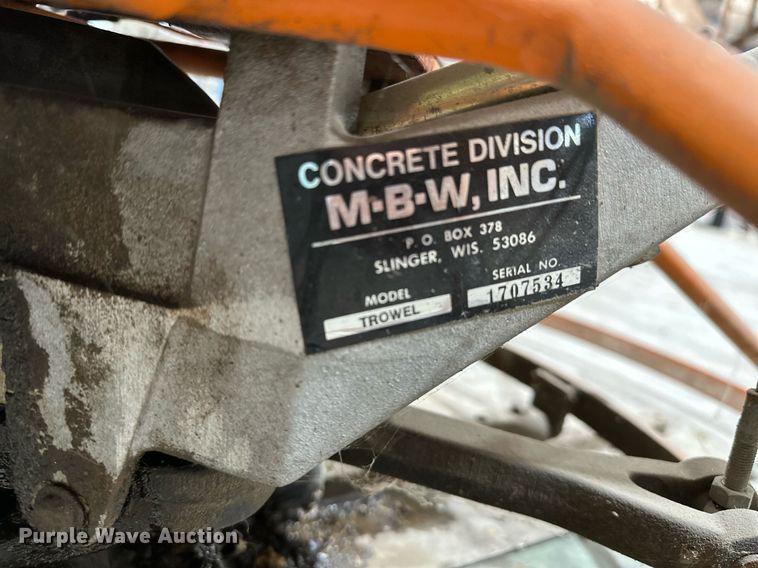 CONCRETE DIVISION
M-B-W, INC.
P.O. BOX 378
SLINGER, WIS. 53086
MODEL
TROWEL
SERIAL NO.
1707534
Purple Wave Auction